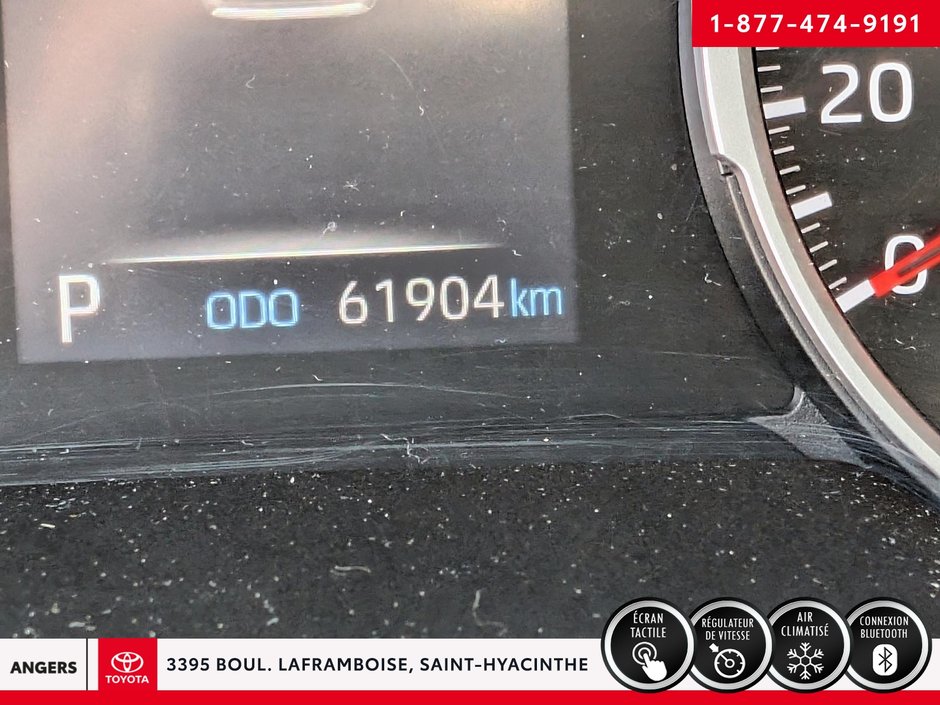 1-877-474-9191
20
0
P ODO 61904 km
ÉCRAN
TACTILE
RÉGULATEUR
DE VITESSE
AIR
CLIMATISÉ
CONNEXION
BLUETOOTH
ANGERS TOYOTA 3395 BOUL. LAFRAMBOISE, SAINT-HYACINTHE